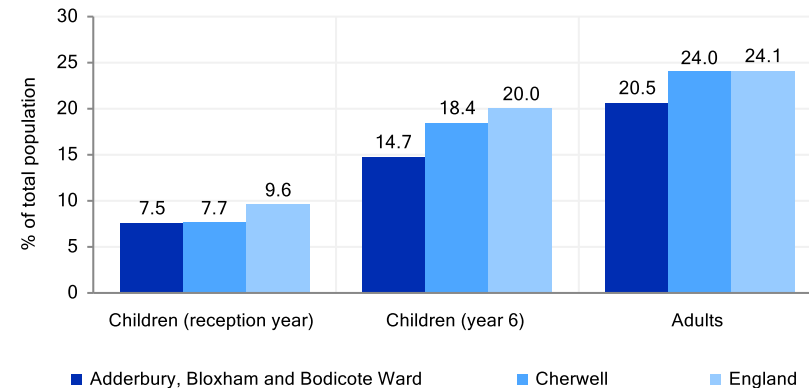 % of total population
30
25
20
15
10
5
0
7.5 7.7 9.6
14.7 18.4 20.0
20.5 24.0 24.1
Children (reception year) Children (year 6) Adults
Adderbury, Bloxham and Bodicote Ward Cherwell England